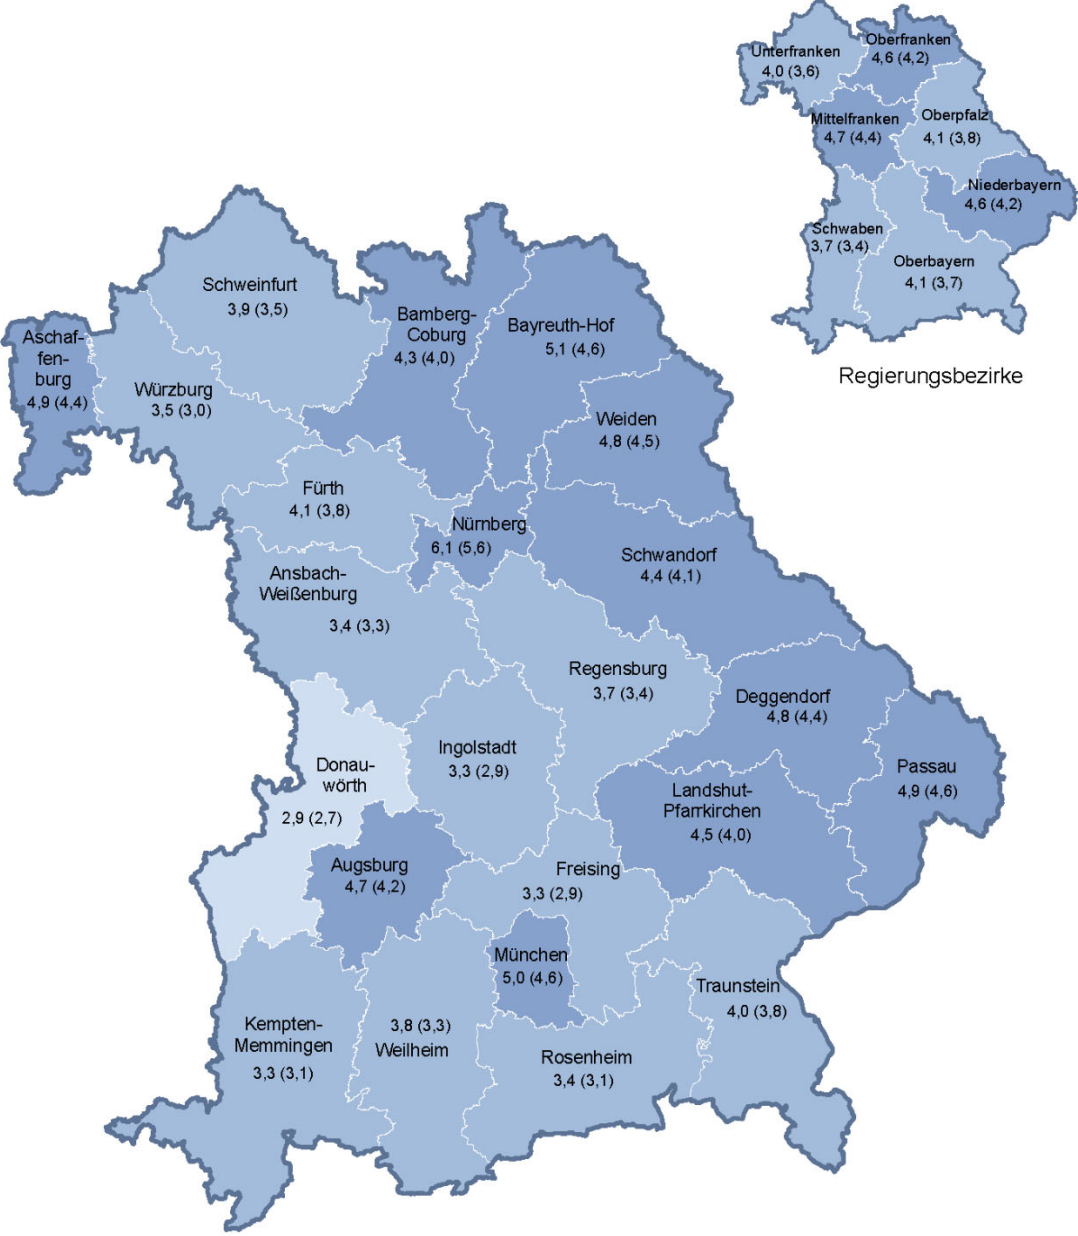 Unterfranken
4,0 (3,6)
Oberfranken
4,6 (4,2)
Mittelfranken
4,7 (4,4)
Oberpfalz
4,1 (3,8)
Niederbayern
4,6 (4,2)
Schwaben
3,7 (3,4)
Oberbayern
4,1 (3,7)
Regierungsbezirke
Schweinfurt
3,9 (3,5)
Bamberg-
Coburg
4,3 (4,0)
Bayreuth-Hof
5,1 (4,6)
Aschaf-
fen-
burg
4,9 (4,4)
Würzburg
3,5 (3,0)
Weiden
4,8 (4,5)
Fürth
4,1 (3,8)
Nürnberg
6,1 (5,6)
Schwandorf
4,4 (4,1)
Ansbach-
Weißenburg
3,4 (3,3)
Regensburg
3,7 (3,4)
Deggendorf
4,8 (4,4)
Ingolstadt
3,3 (2,9)
Donau-
wörth
2,9 (2,7)
Passau
4,9 (4,6)
Landshut-
Pfarrkirchen
4,5 (4,0)
Augsburg
4,7 (4,2)
Freising
3,3 (2,9)
München
5,0 (4,6)
Traunstein
4,0 (3,8)
Kempten-
Memmingen
3,3 (3,1)
3,8 (3,3)
Weilheim
Rosenheim
3,4 (3,1)